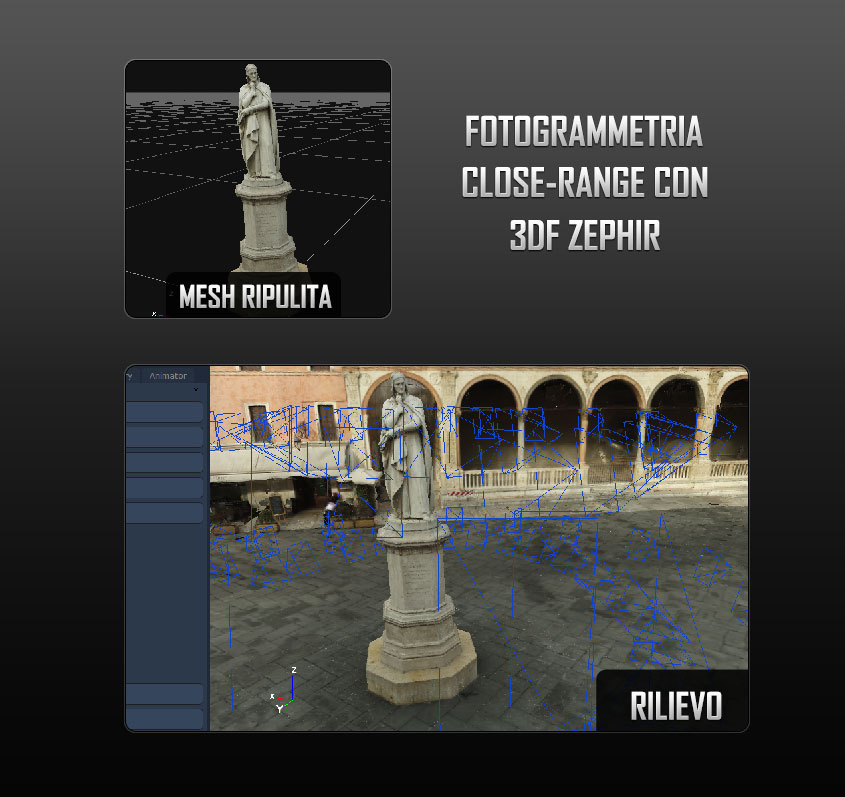 FOTOGRAMMETRIA
CLOSE-RANGE CON
3DF ZEPHIR
MESH RIPULITA
Animator
Z
X
Y
RILIEVO